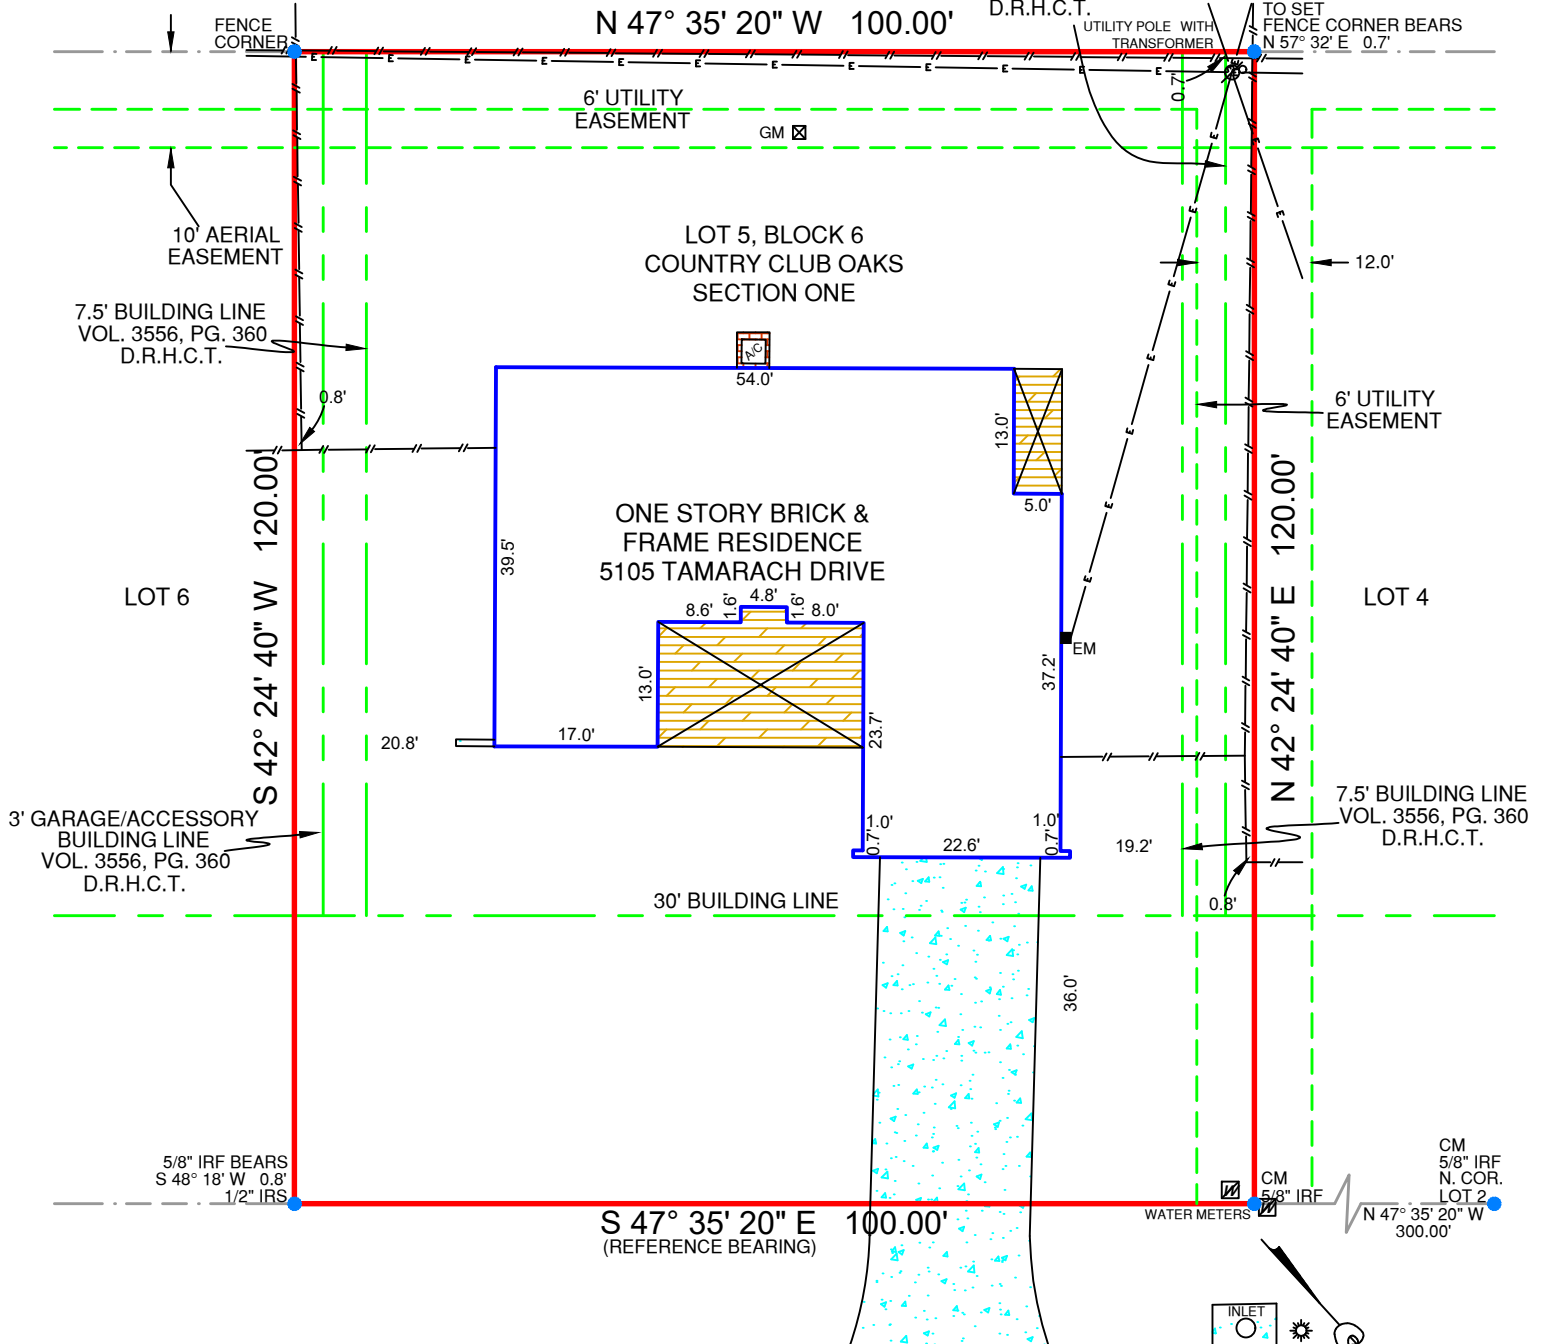 N 47° 35' 20" W 100.00'
D.R.H.C.T.
FENCE
CORNER
UTILITY POLE WITH
TRANSFORMER
TO SET
FENCE CORNER BEARS
N 57° 32' E 0.7'
E E E E E E E E E E E E
0.7'
6' UTILITY
EASEMENT
GM
10' AERIAL
EASEMENT
LOT 5, BLOCK 6
COUNTRY CLUB OAKS
SECTION ONE
E E E E E E E
12.0'
7.5' BUILDING LINE
VOL. 3556, PG. 360
D.R.H.C.T.
A/C
54.0'
0.8'
13.0'
5.0'
6' UTILITY
EASEMENT
S 42° 24' 40" W 120.00'
N 42° 24' 40" E 120.00'
ONE STORY BRICK &
FRAME RESIDENCE
5105 TAMARACH DRIVE
39.5'
LOT 6
LOT 4
8.6'
1.6'
4.8'
1.6'
8.0'
EM
13.0'
37.2'
23.7'
17.0'
20.8'
3' GARAGE/ACCESSORY
BUILDING LINE
VOL. 3556, PG. 360
D.R.H.C.T.
7.5' BUILDING LINE
VOL. 3556, PG. 360
D.R.H.C.T.
1.0'
0.7'
22.6'
1.0'
0.7'
19.2'
30' BUILDING LINE
0.8'
36.0'
5/8" IRF BEARS
S 48° 18' W 0.8'
1/2" IRS
CM
5/8" IRF
CM
5/8" IRF
N. COR.
LOT 2
WATER METERS
N 47° 35' 20" W
300.00'
S 47° 35' 20" E 100.00'
(REFERENCE BEARING)
INLET